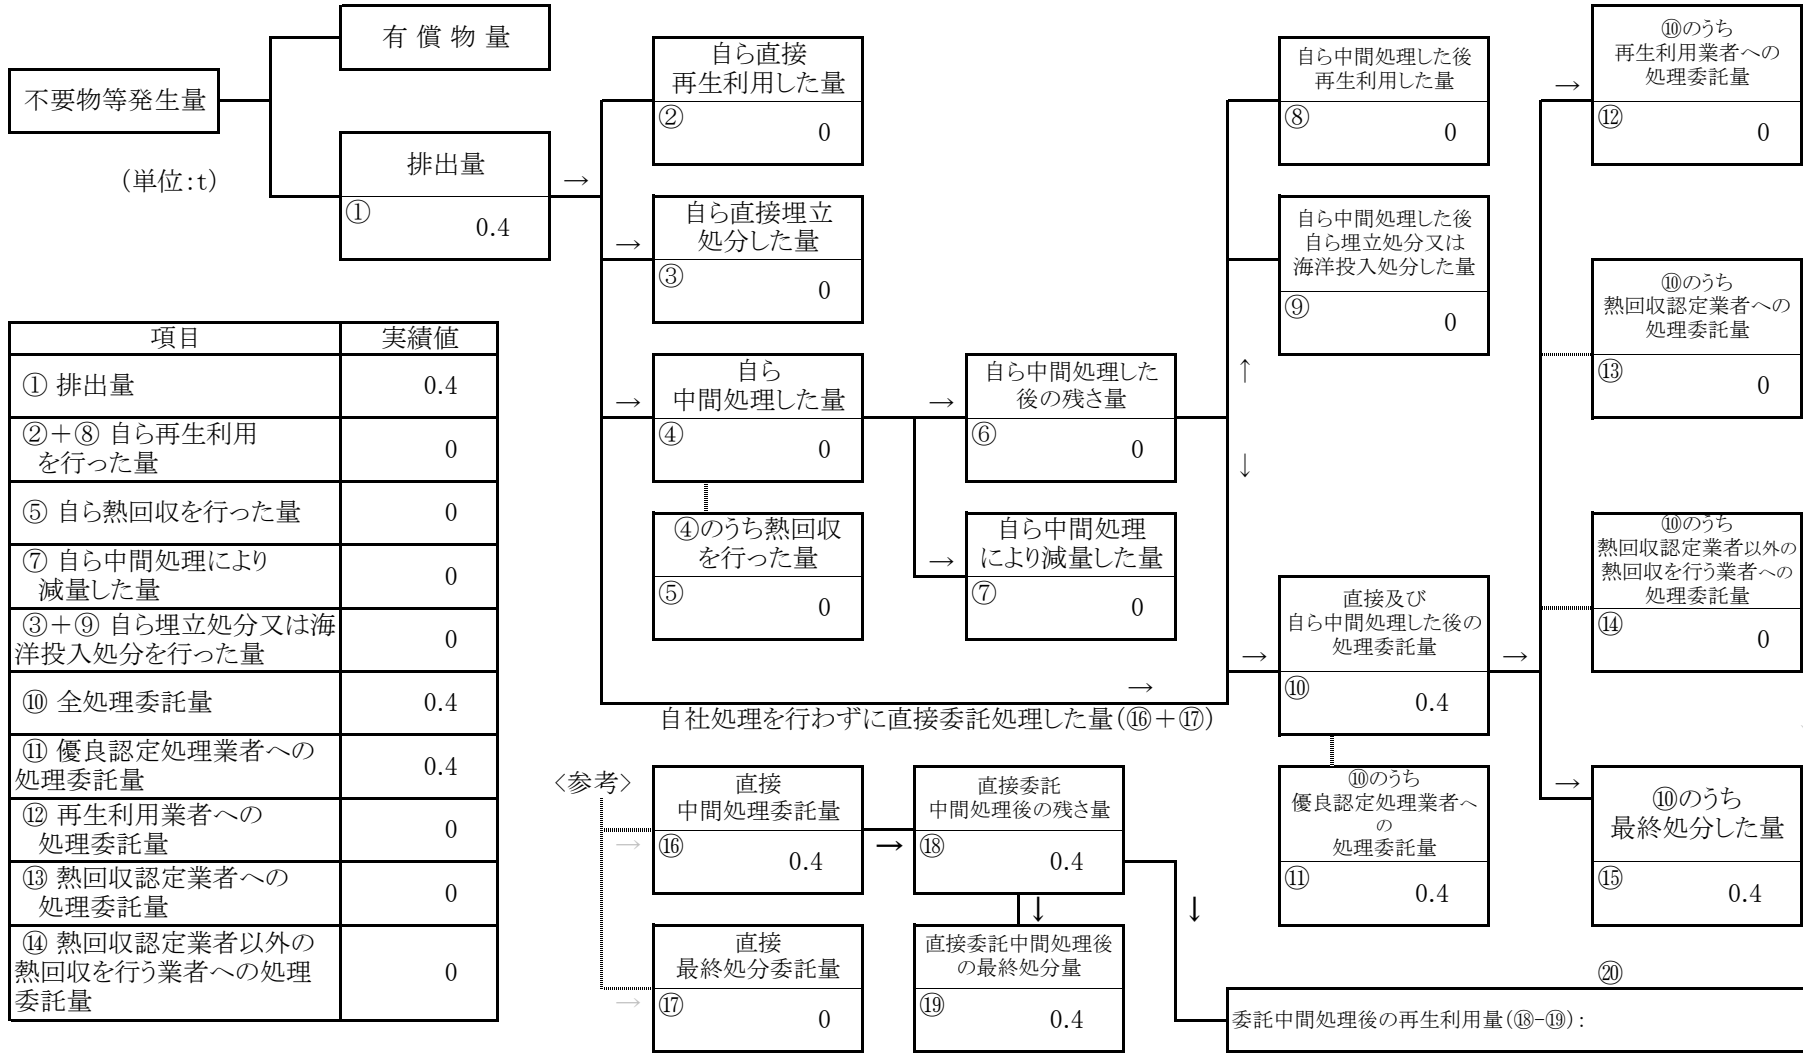 有 償 物 量
不要物等発生量
(単位:t)
排出量
→
①
0.4
自ら直接
再生利用した量
②
0
→
自ら直接埋立
処分した量
③
0
→
自ら
中間処理した量
④
0
④のうち熱回収
を行った量
⑤
0
→
自ら中間処理した
後の残さ量
⑥
0
→
自ら中間処理
により減量した量
⑦
0
自ら中間処理した後
再生利用した量
⑧
0
自ら中間処理した後
自ら埋立処分又は
海洋投入処分した量
⑨
0
↑
↓
→
直接及び
自ら中間処理した後の
処理委託量
⑩
0.4
→
⑩のうち
優良認定処理業者へ
の
処理委託量
⑪
0.4
→
⑩のうち
再生利用業者への
処理委託量
⑫
0
⑩のうち
熱回収認定業者への
処理委託量
⑬
0
⑩のうち
熱回収認定業者以外の
熱回収を行う業者への
処理委託量
⑭
0
→
⑩のうち
最終処分した量
⑮
0.4
→
自社処理を行わずに直接委託処理した量(⑯+⑰)
項目 実績値
① 排出量 0.4
②+⑧ 自ら再生利用
を行った量 0
⑤ 自ら熱回収を行った量 0
⑦ 自ら中間処理により
減量した量 0
③+⑨ 自ら埋立処分又は海
洋投入処分を行った量 0
⑩ 全処理委託量 0.4
⑪ 優良認定処理業者への
処理委託量 0.4
⑫ 再生利用業者への
処理委託量 0
⑬ 熱回収認定業者への
処理委託量 0
⑭ 熱回収認定業者以外の
熱回収を行う業者への処理
委託量 0
<参考>
→
直接
中間処理委託量
⑯
0.4
→
直接委託
中間処理後の残さ量
⑱
0.4
↓
↓
→
直接
最終処分委託量
⑰
0
直接委託中間処理後
の最終処分量
⑲
0.4
⑳
委託中間処理後の再生利用量(⑱-⑲):